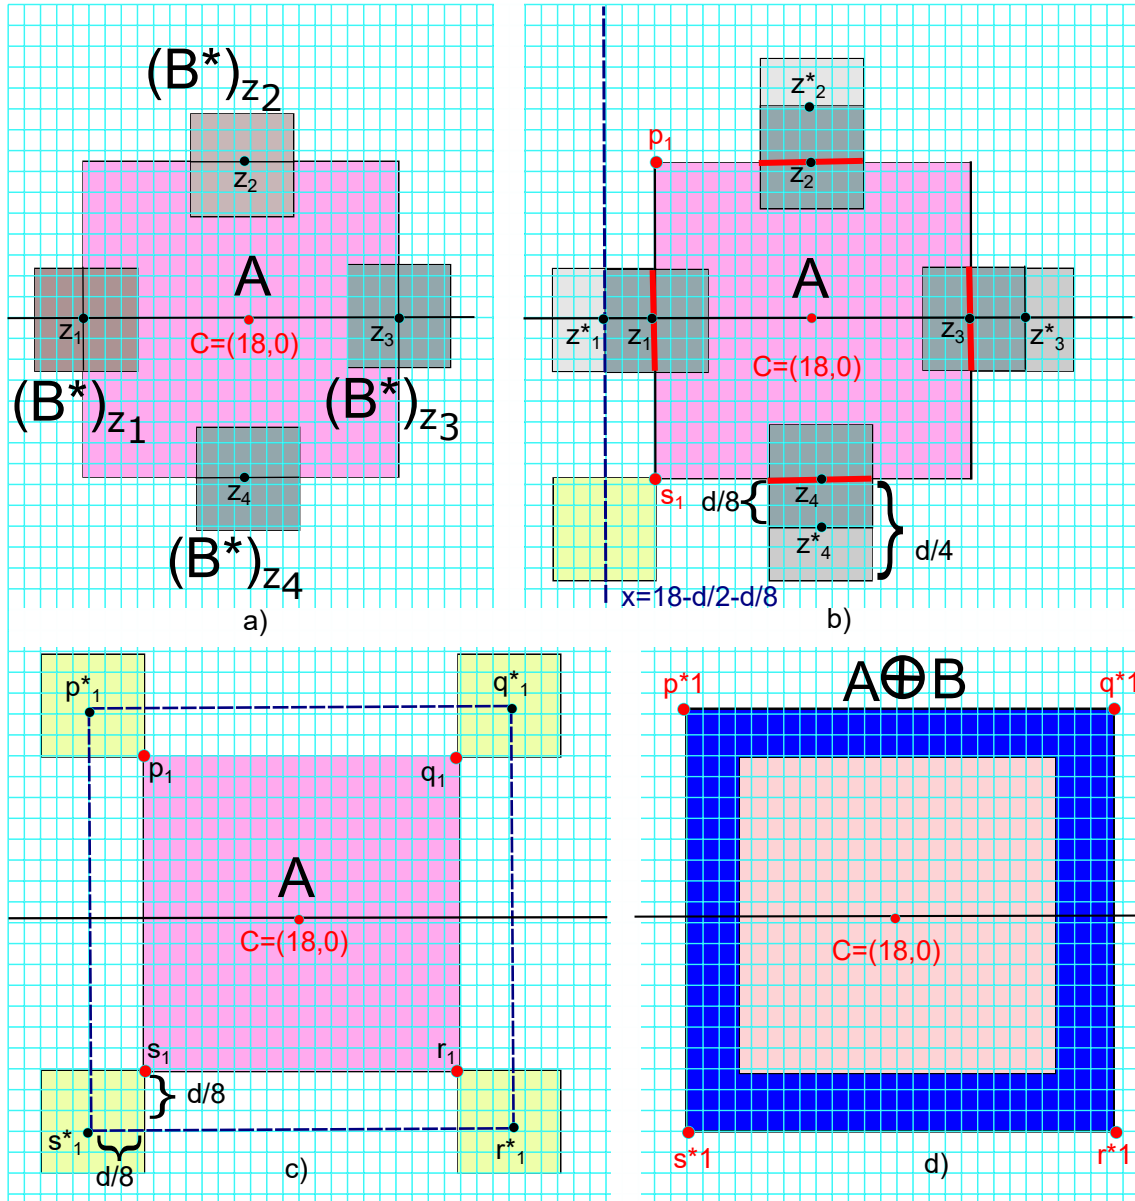 (B*)z2
z2
A
z1
z3
C=(18,0)
(B*)z1
(B*)z3
z4
(B*)z4
a)
z*2
p1
z2
A
z*1
z1
z3
z*3
C=(18,0)
s1
z4
d/8
z*4
d/4
x=18-d/2-d/8
b)
p*1
q*1
p1
q1
A
C=(18,0)
s1
r1
d/8
s*1
d/8
r*1
c)
A⊕B
p*1
q*1
C=(18,0)
s*1
r*1
d)